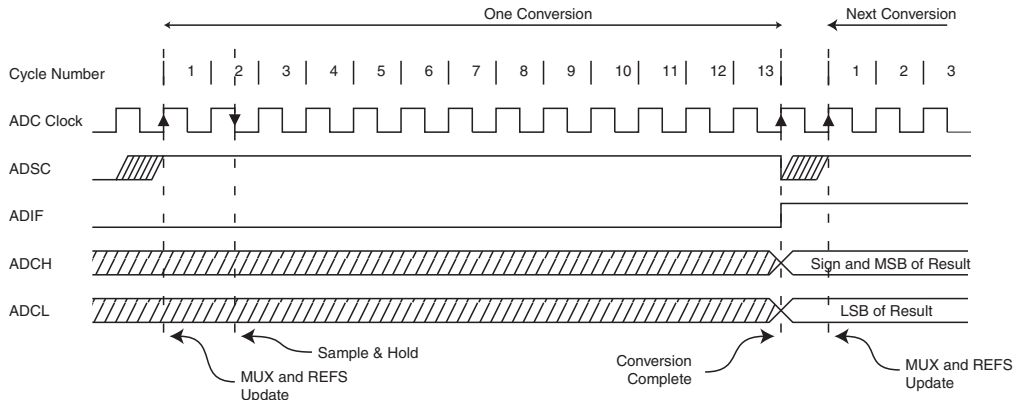 One Conversion Next Conversion
Cycle Number 1 2 3 4 5 6 7 8 9 10 11 12 13 1 2 3
ADC Clock
ADSC
ADIF
ADCH Sign and MSB of Result
ADCL LSB of Result
Sample & Hold
MUX and REFS
Update
Conversion
Complete
MUX and REFS
Update